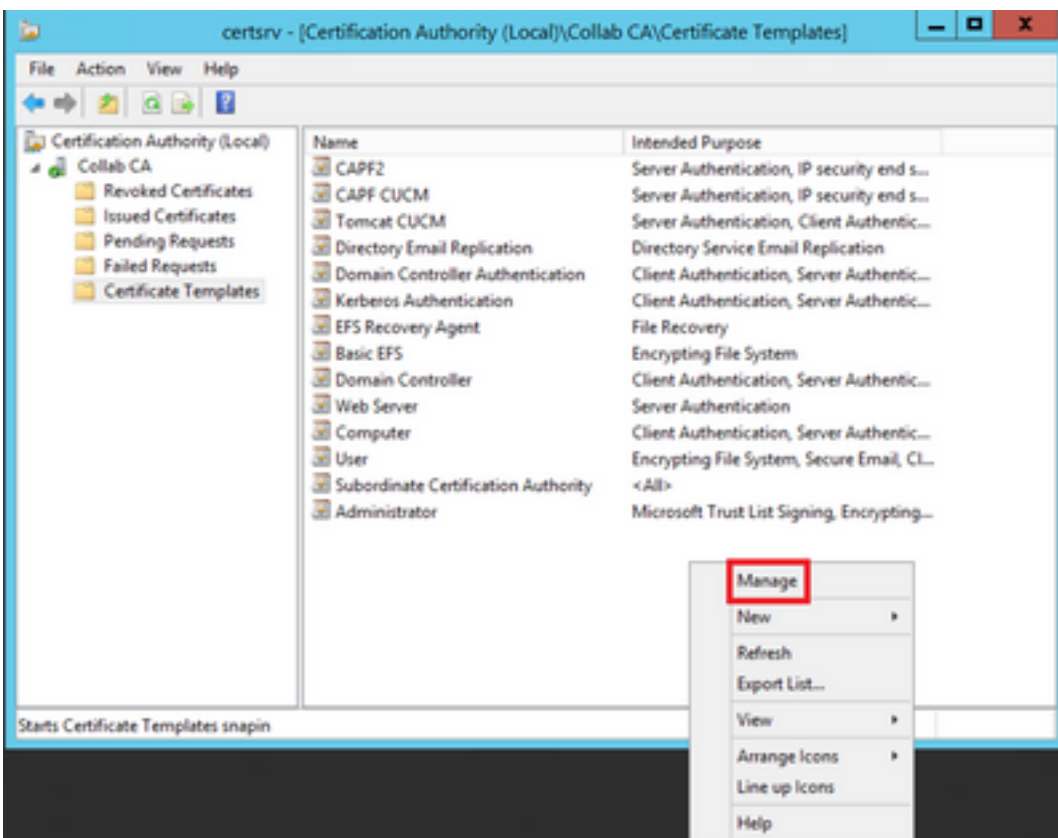 certsrv - [Certification Authority (Local)\Collab CA\Certificate Templates]
File Action View Help
Certification Authority (Local)
Collab CA
Revoked Certificates
Issued Certificates
Pending Requests
Failed Requests
Certificate Templates
Name Intended Purpose
CAPF2 Server Authentication, IP security end s...
CAPF CUCM Server Authentication, IP security end s...
Tomcat CUCM Server Authentication, Client Authentic...
Directory Email Replication Directory Service Email Replication
Domain Controller Authentication Client Authentication, Server Authentic...
Kerberos Authentication Client Authentication, Server Authentic...
EFS Recovery Agent File Recovery
Basic EFS Encrypting File System
Domain Controller Client Authentication, Server Authentic...
Web Server Server Authentication
Computer Client Authentication, Server Authentic...
User Encrypting File System, Secure Email, Cl...
Subordinate Certification Authority <All>
Administrator Microsoft Trust List Signing, Encrypting...
Manage
New
Refresh
Export List...
View
Arrange Icons
Line up Icons
Help
Starts Certificate Templates snapin